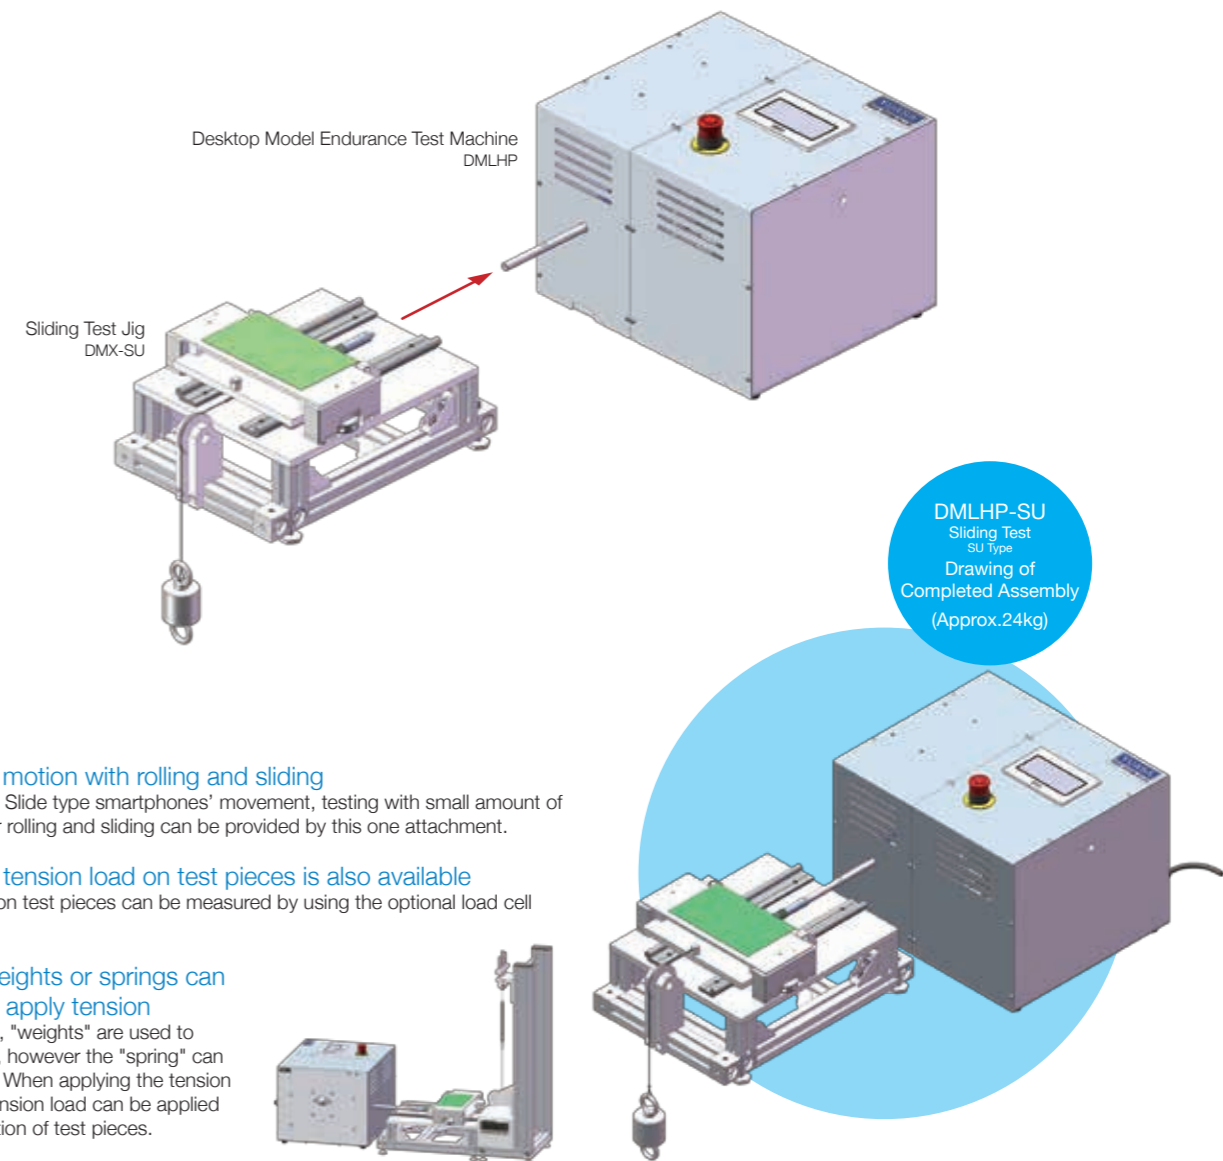 Desktop Model Endurance Test Machine
DMLHP
Sliding Test Jig
DMX-SU
DMLHP-SU
Sliding Test
SU Type
Drawing of
Completed Assembly
(Approx.24kg)
motion with rolling and sliding
Slide type smartphones’ movement, testing with small amount of
r rolling and sliding can be provided by this one attachment.
tension load on test pieces is also available
on test pieces can be measured by using the optional load cell
eights or springs can
apply tension
, "weights" are used to
, however the "spring" can
When applying the tension
ension load can be applied
tion of test pieces.